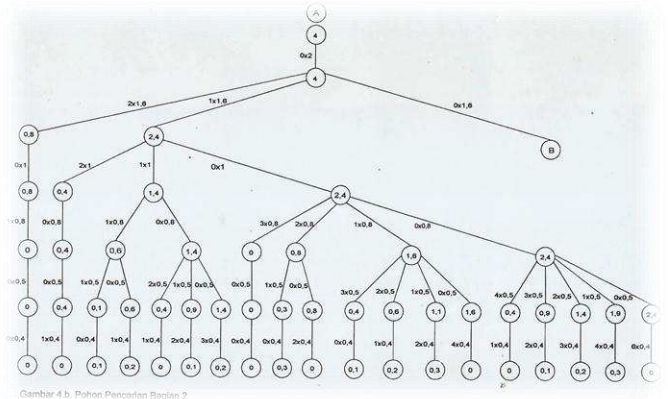 A
4
0x2
4
2x1,6 1x1,6 0x1,6
0,8 2,4 B
0x1 2x1 1x1 0x1
0,8 0,4 1,4 2,4
1x0,8 0x0,8 1x0,8 0x0,8 3x0,8 2x0,8 1x0,8 0x0,8
0 0,4 0,6 1,4 0 0,8 1,6 2,4
0x0,5 0x0,5 1x0,5 0x0,5 2x0,5 1x0,5 0x0,5 0x0,5 1x0,5 0x0,5 3x0,5 2x0,5 1x0,5 0x0,5 4x0,5 3x0,5 2x0,5 1x0,5 0x0,5
0 0,4 0,1 0,6 0,4 0,9 1,4 0 0,3 0,8 0,4 0,6 1,1 1,6 0,4 0,9 1,4 1,9 2,4
0x0,4 1x0,4 0x0,4 1x0,4 1x0,4 2x0,4 3x0,4 0x0,4 0x0,4 2x0,4 0x0,4 1x0,4 2x0,4 4x0,4 1x0,4 2x0,4 3x0,4 4x0,4 6x0,4
0 0 0,1 0,2 0 0,1 0,2 0 0,3 0 0,1 0,2 0,3 0 0 0,1 0,2 0,3 0
Gambar 4.b. Pohon Pencarian Bagian 2